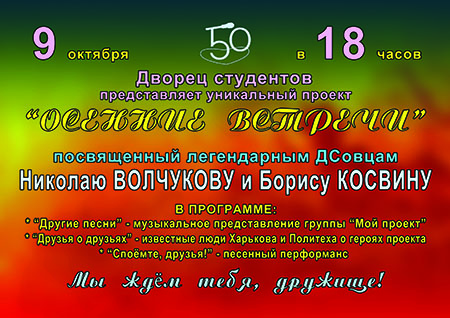 9 октября 50 в 18 часов
Дворец студентов
представляет уникальный проект
"ОСЕННИЕ ВСТРЕЧИ"
посвященный легендарным ДСовцам
Николаю ВОЛЧУКОВУ и Борису КОСВИНУ
В ПРОГРАММЕ:
* "Другие песни" - музыкальное представление группы "Мой проект"
* "Друзья о друзьях" - известные люди Харькова и Политеха о героях проекта
* "Споёмте, друзья!" - песенный перформанс
Мы ждём тебя, дружище!